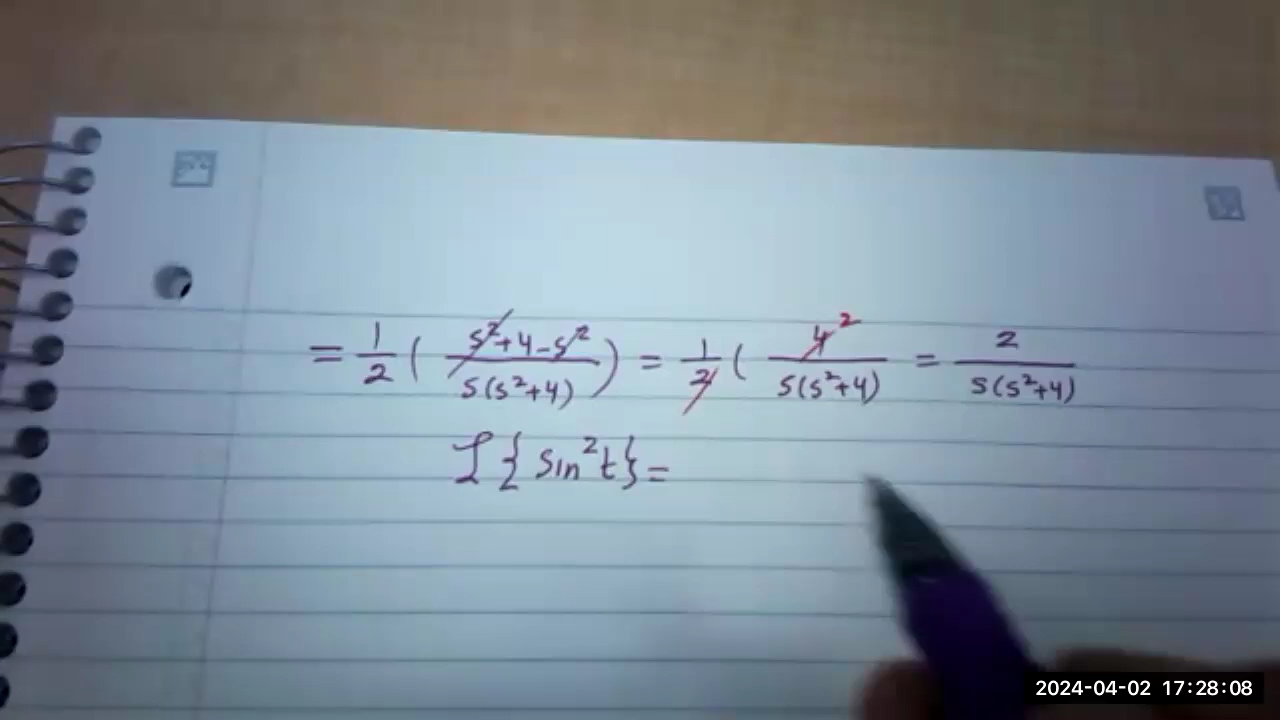 = 1/2 ( s²+4-s² / s(s²+4) ) = 1/2 ( 4 2 / s(s²+4) = 2 / s(s²+4)
ℒ{ sin²t} =
2024-04-02 17:28:08